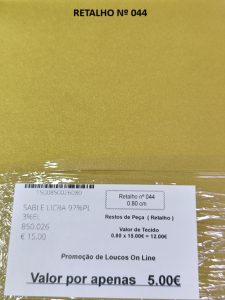 RETALHO Nº 044
SABLE LICRA 97%PL
3%EL
850.026
€ 15.00
Retalho nº 044
0.80 cm
Restos de Peça ( Retalho )
Valor de Tecido
0.80 x 15.00€ = 12.00€
Promoção de Loucos On Line
Valor por apenas 5.00€